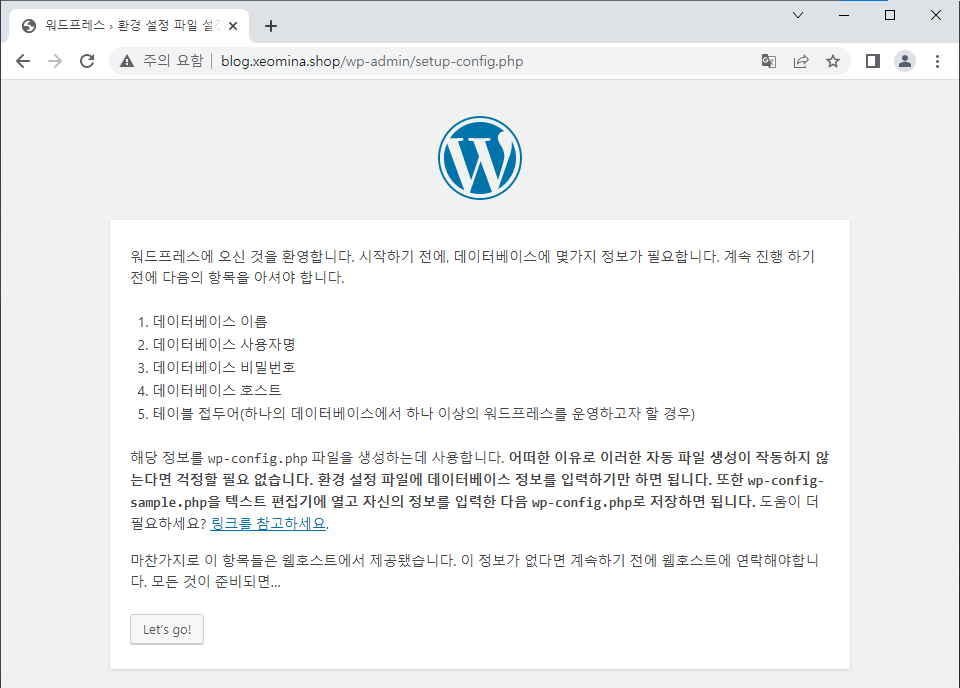 워드프레스 › 환경 설정 파일 설정
주의 요함 | blog.xeomina.shop/wp-admin/setup-config.php
워드프레스에 오신 것을 환영합니다. 시작하기 전에, 데이터베이스에 몇가지 정보가 필요합니다. 계속 진행 하기
전에 다음의 항목을 아셔야 합니다.
1. 데이터베이스 이름
2. 데이터베이스 사용자명
3. 데이터베이스 비밀번호
4. 데이터베이스 호스트
5. 테이블 접두어(하나의 데이터베이스에서 하나 이상의 워드프레스를 운영하고자 할 경우)
해당 정보를 wp-config.php 파일을 생성하는데 사용합니다. 어떠한 이유로 이러한 자동 파일 생성이 작동하지 않
는다면 걱정할 필요 없습니다. 환경 설정 파일에 데이터베이스 정보를 입력하기만 하면 됩니다. 또한 wp-config-
sample.php을 텍스트 편집기에 열고 자신의 정보를 입력한 다음 wp-config.php로 저장하면 됩니다. 도움이 더
필요하세요? 링크를 참고하세요.
마찬가지로 이 항목들은 웹호스트에서 제공됐습니다. 이 정보가 없다면 계속하기 전에 웹호스트에 연락해야합니
다. 모든 것이 준비되면...
Let's go!